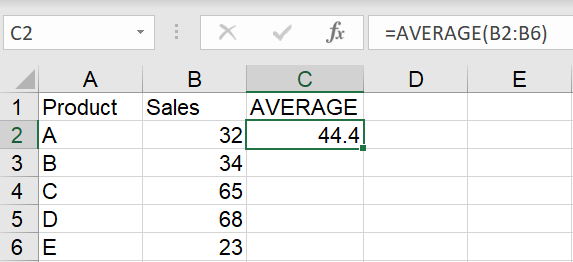 C2 fx =AVERAGE(B2:B6)
A B C D E
1 Product Sales AVERAGE
2 A 32 44.4
3 B 34
4 C 65
5 D 68
6 E 23